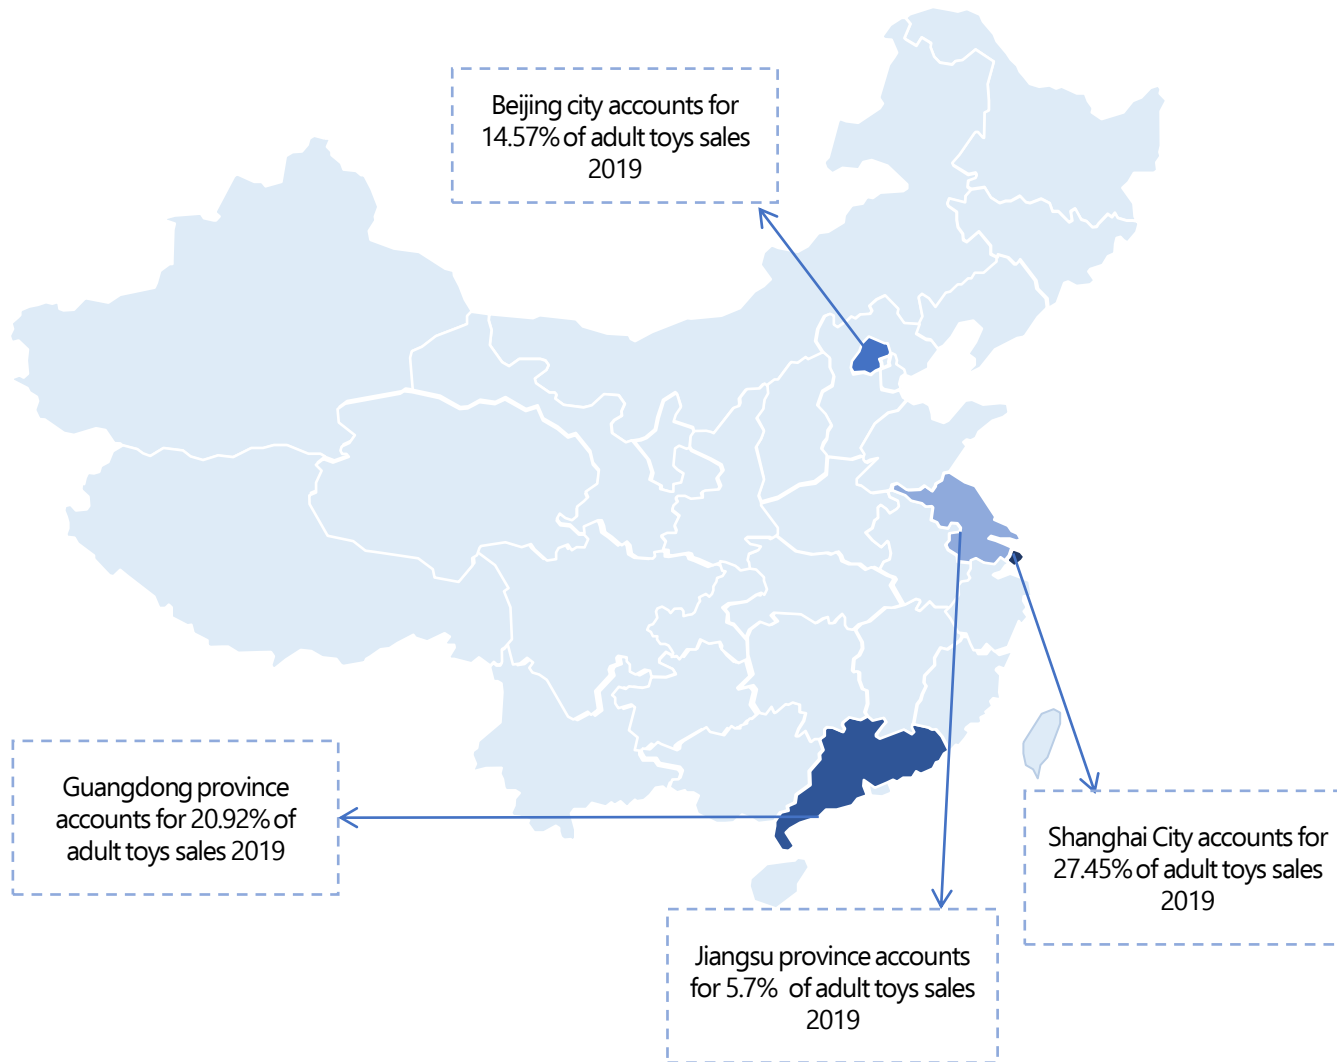 Beijing city accounts for
14.57% of adult toys sales
2019
Guangdong province
accounts for 20.92% of
adult toys sales 2019
Shanghai City accounts for
27.45% of adult toys sales
2019
Jiangsu province accounts
for 5.7% of adult toys sales
2019